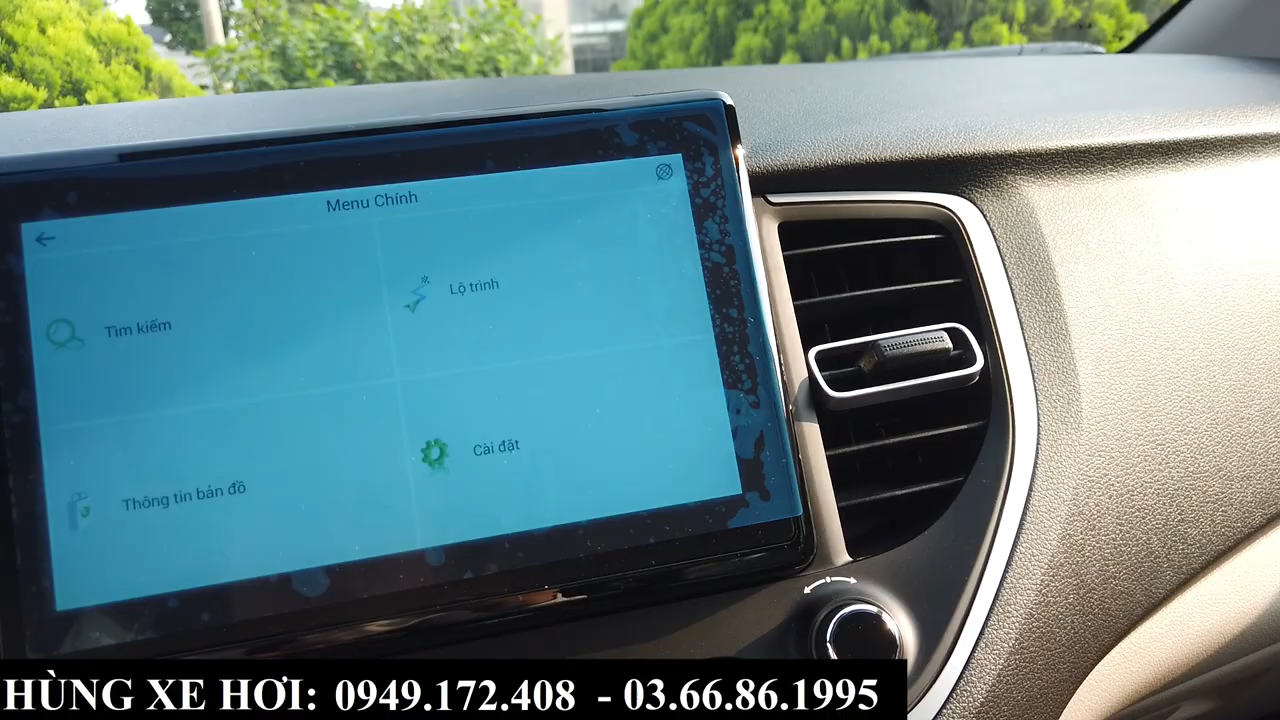 Menu Chính
Tìm kiếm
Lộ trình
Thông tin bản đồ
Cài đặt
HÙNG XE HƠI: 0949.172.408 - 03.66.86.1995